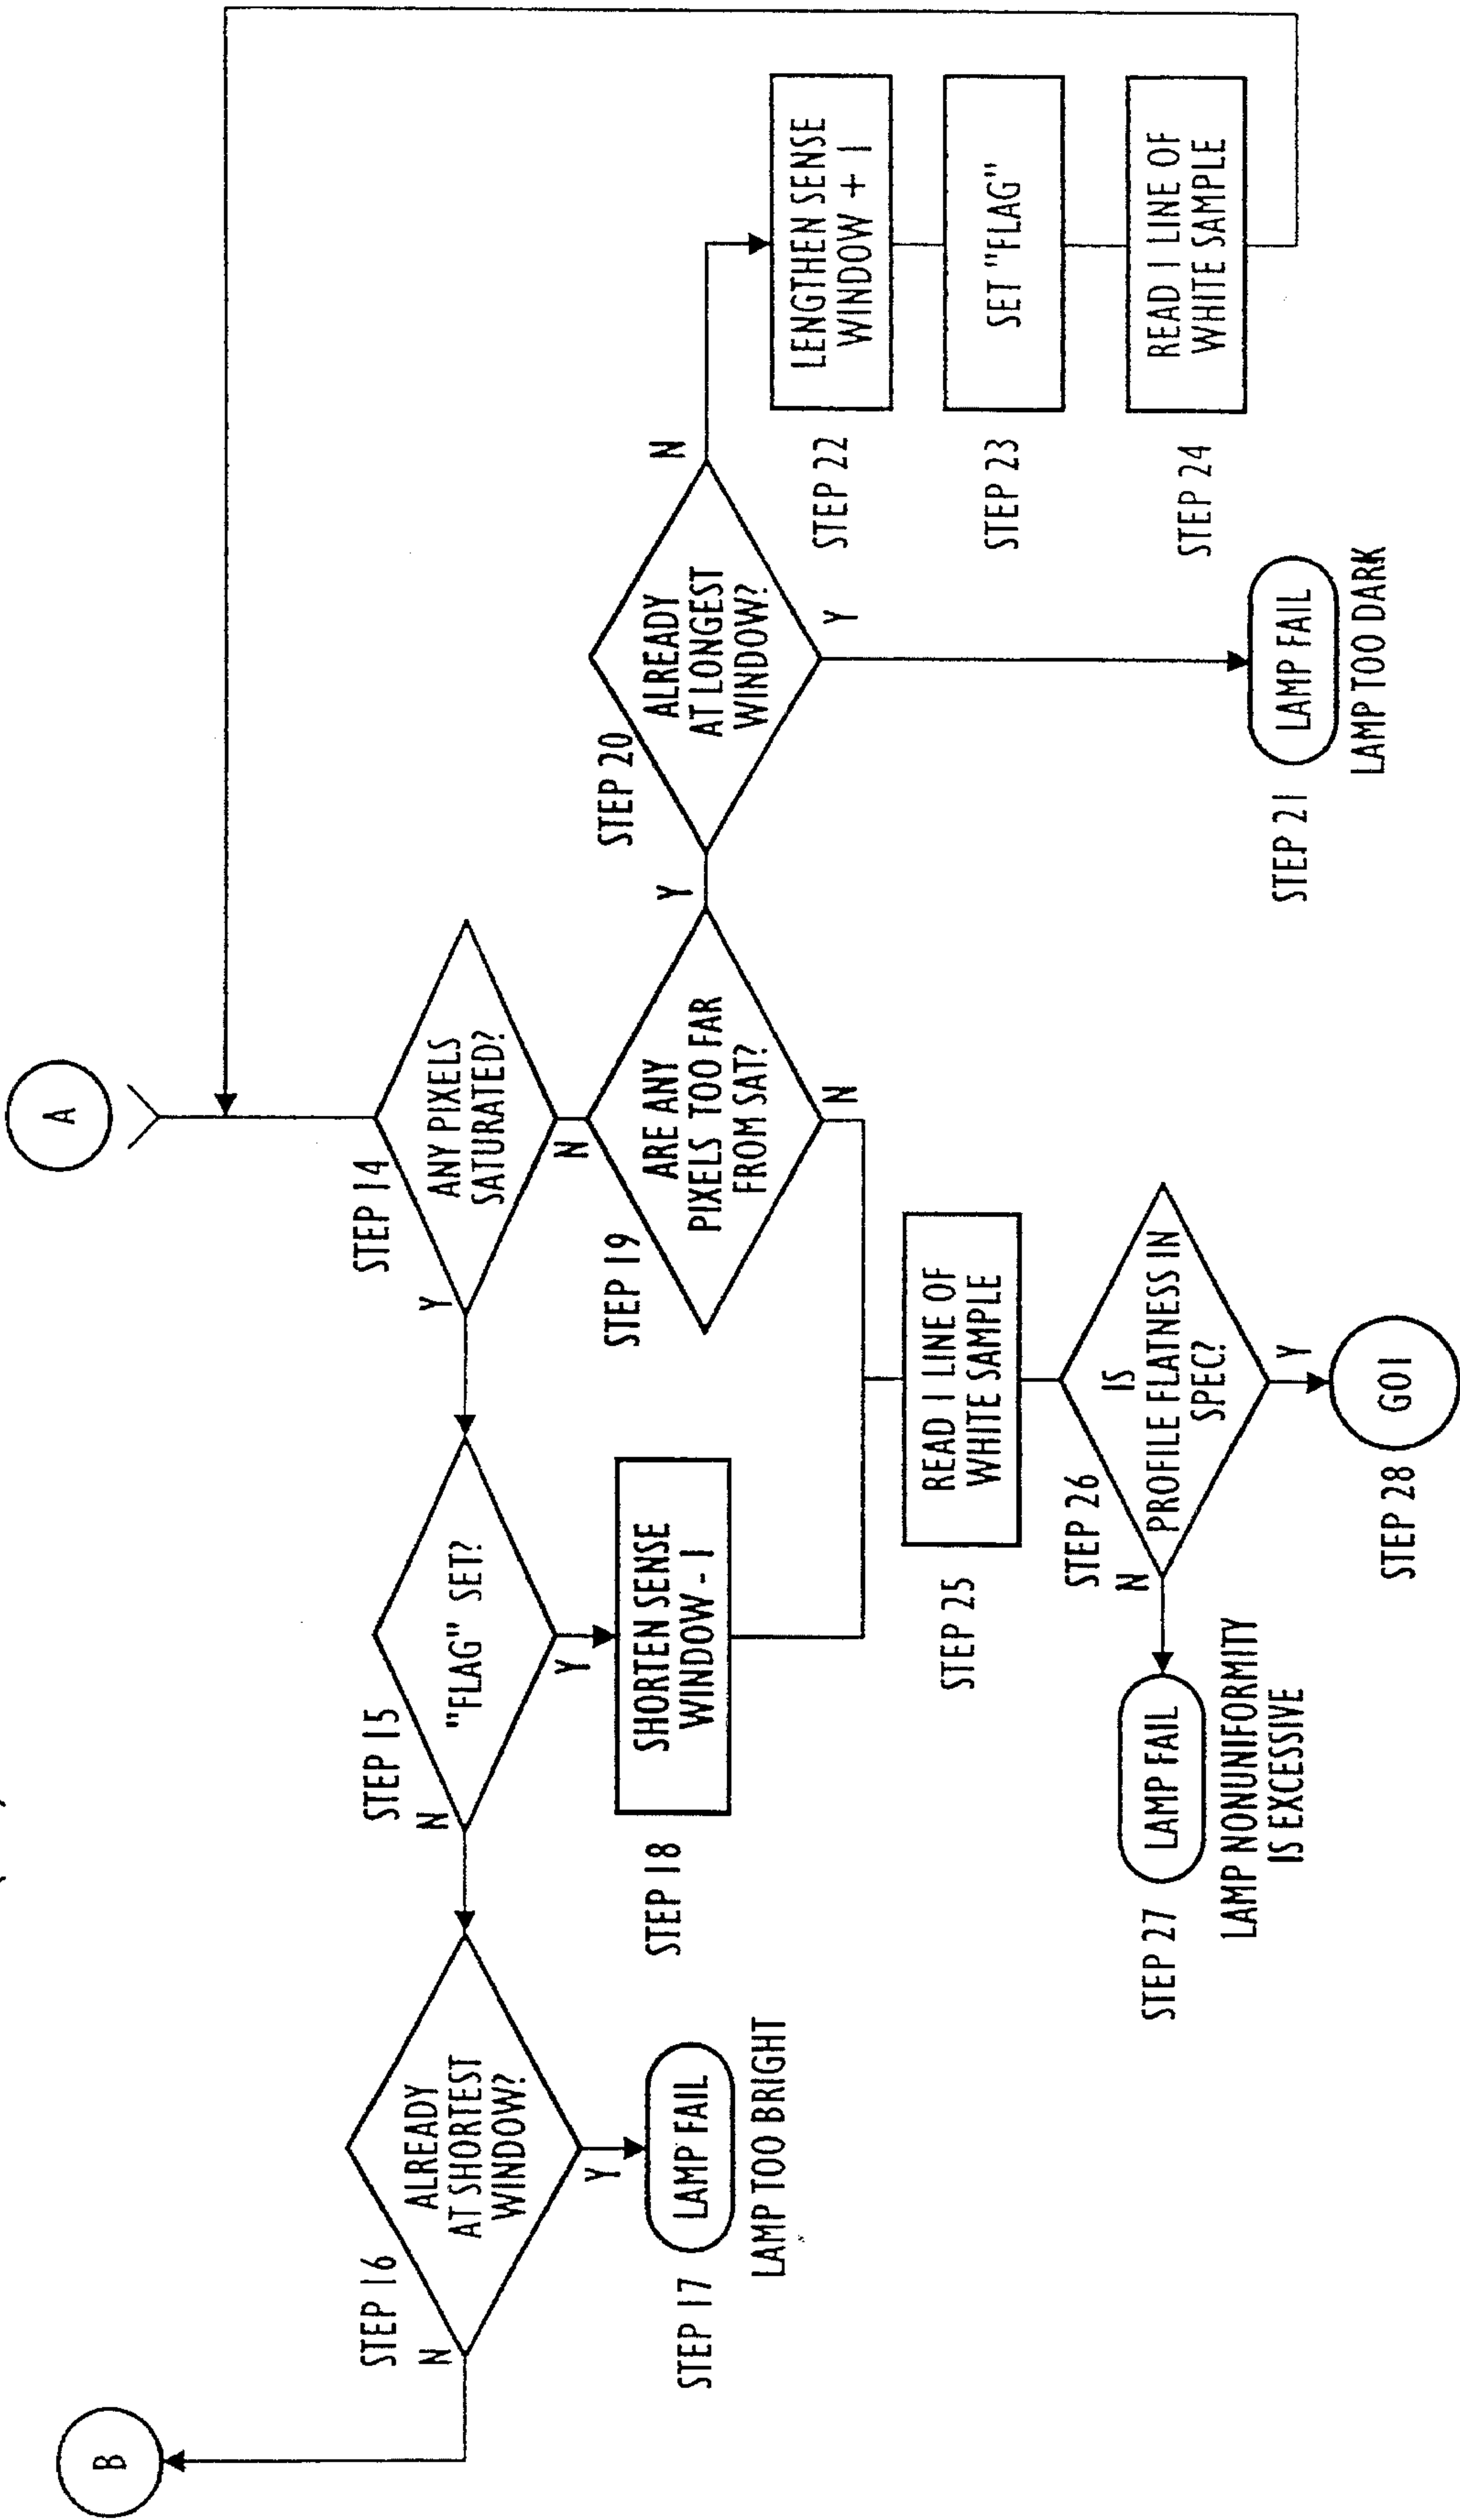 A
STEP 14
ANY PIXELS
SATURATED?
Y
N
STEP 15
"FLAG" SET?
N
Y
STEP 16
ALREADY
AT SHORTEST
WINDOW?
N
Y
B
STEP 17
LAMP FAIL
LAMP TOO BRIGHT
STEP 18
SHORTEN SENSE
WINDOW - 1
STEP 19
ARE ANY
PIXELS TOO FAR
FROM SAT?
Y
N
STEP 20
ALREADY
AT LONGEST
WINDOW?
N
Y
STEP 21
LAMP FAIL
LAMP TOO DARK
STEP 22
LENGTHEN SENSE
WINDOW + 1
STEP 23
SET "FLAG"
STEP 24
READ 1 LINE OF
WHITE SAMPLE
STEP 25
READ 1 LINE OF
WHITE SAMPLE
STEP 26
IS
PROFILE FLATNESS IN
SPEC?
N
Y
STEP 27
LAMP FAIL
LAMP NONUNIFORMITY
IS EXCESSIVE
STEP 28